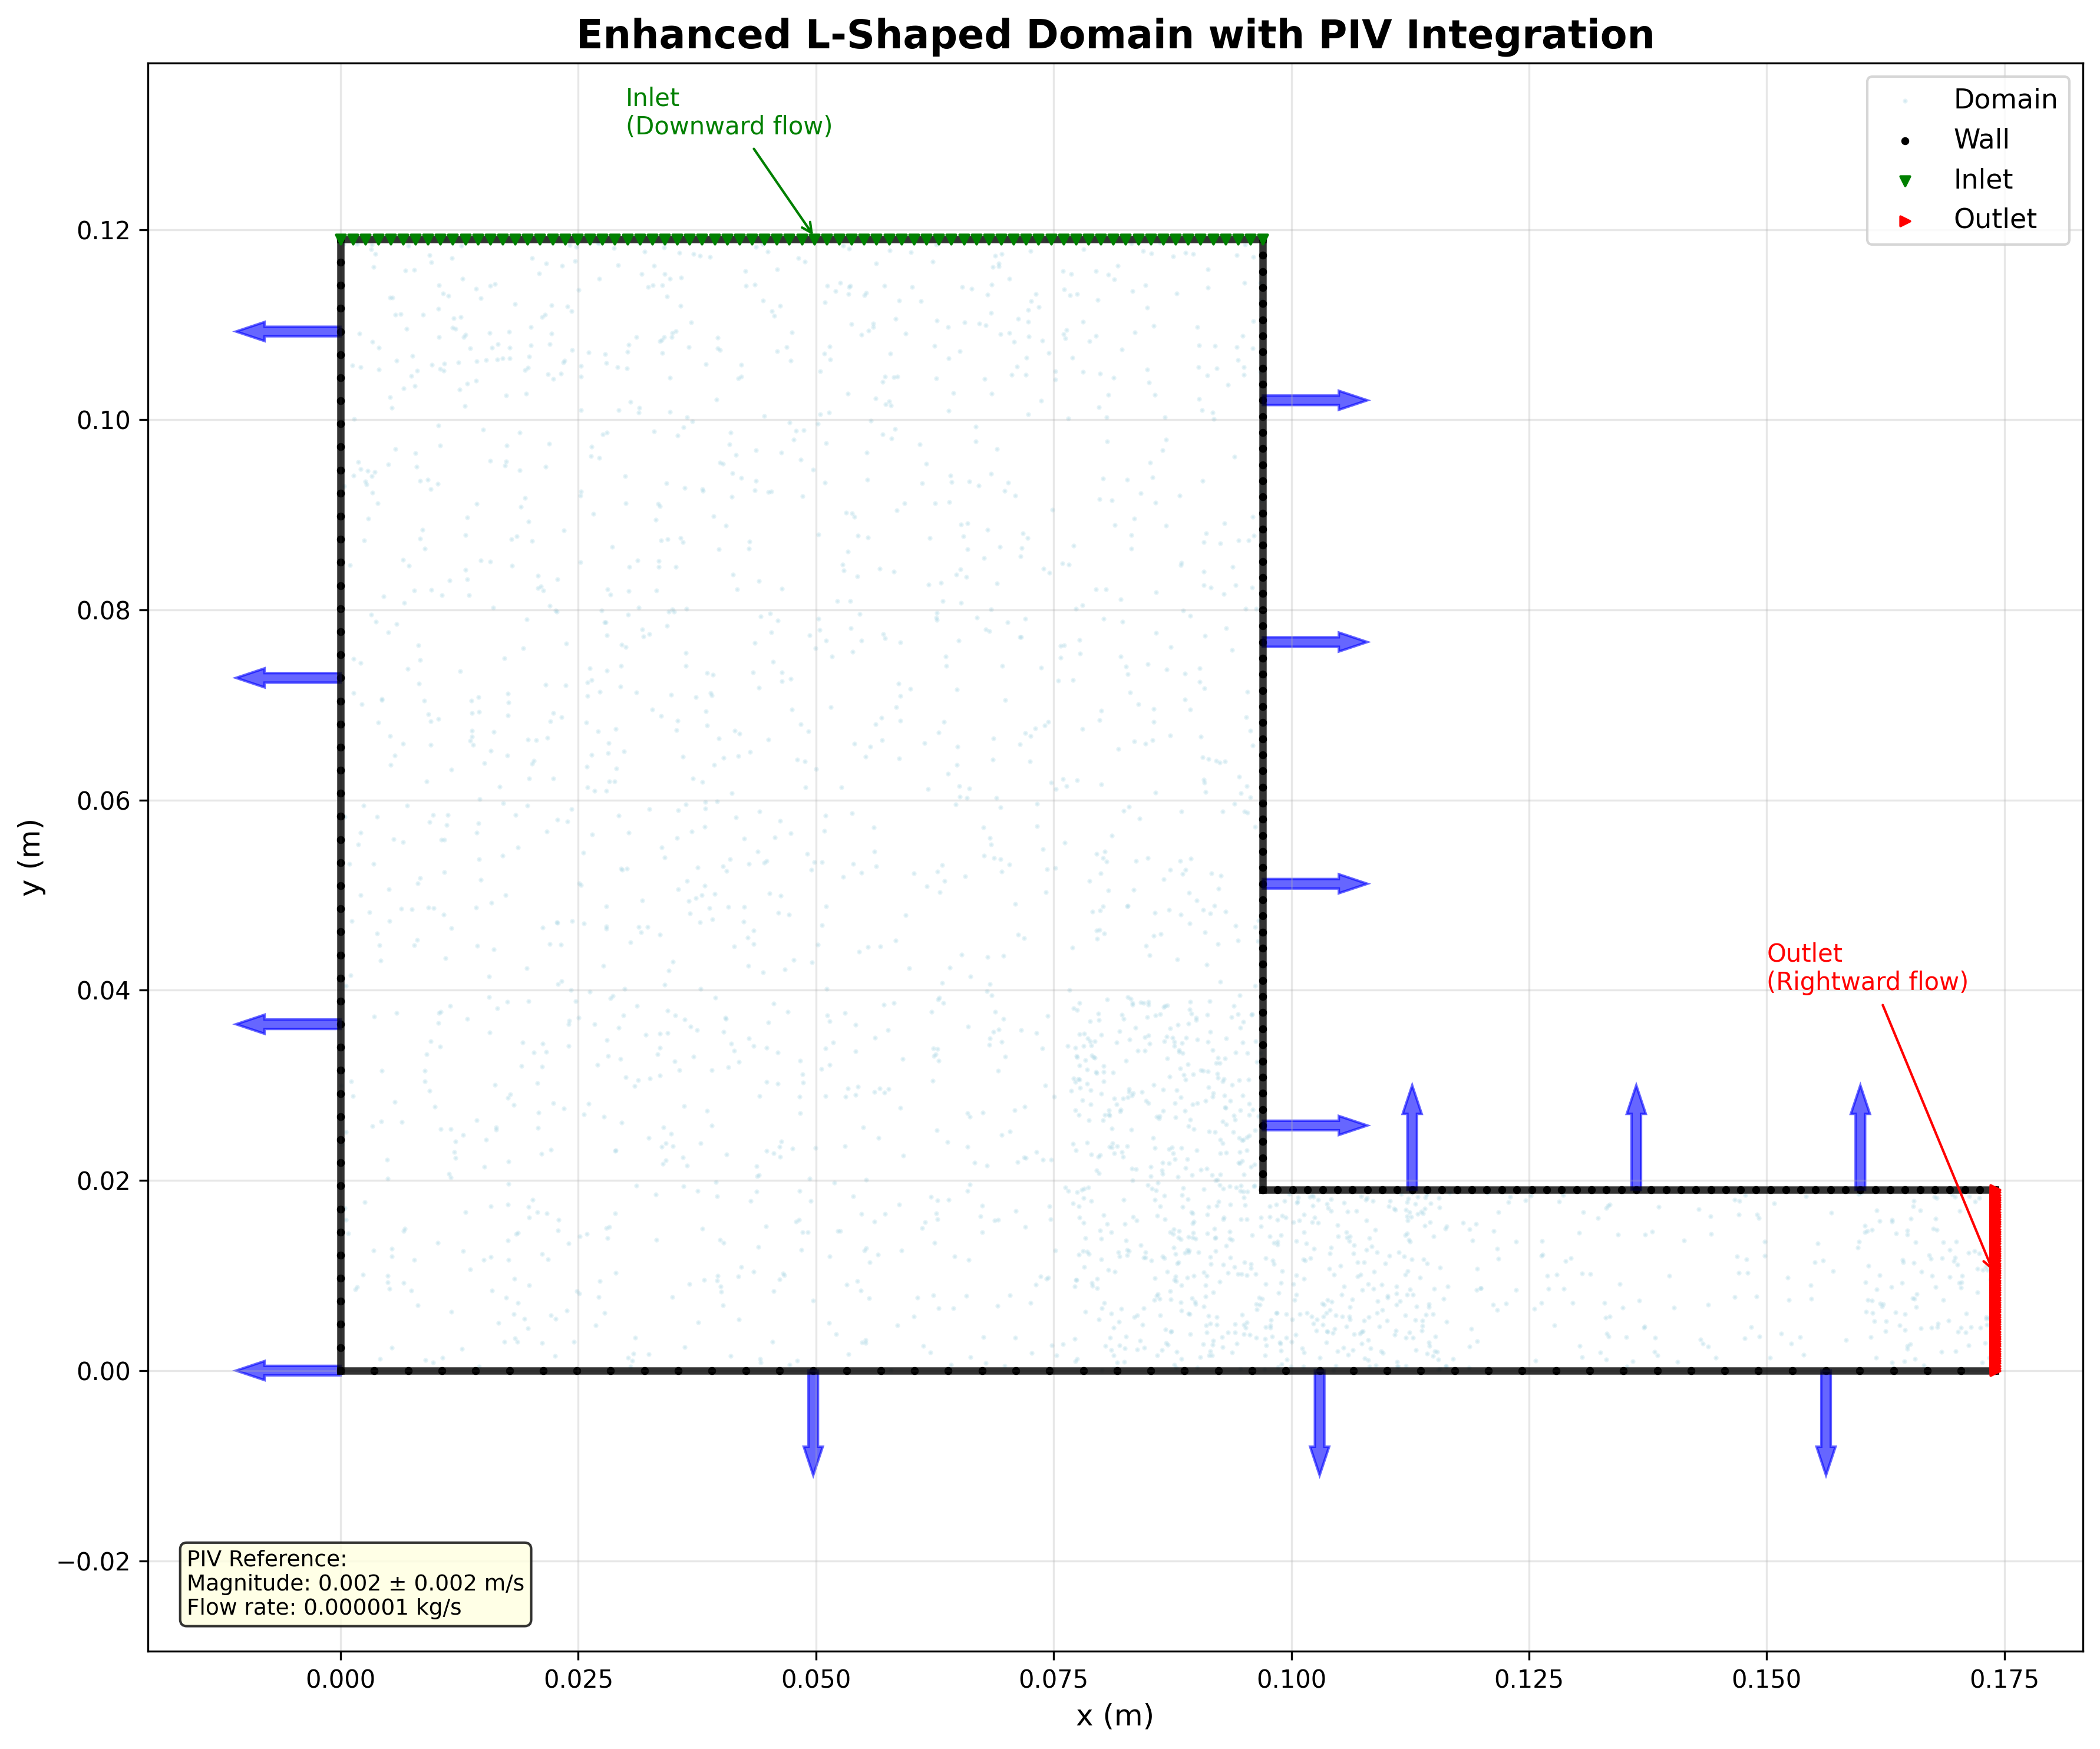 Enhanced L-Shaped Domain with PIV Integration
Inlet
(Downward flow)
Domain
Wall
Inlet
Outlet
0.12
0.10
0.08
0.06
0.04
0.02
0.00
−0.02
y (m)
Outlet
(Rightward flow)
PIV Reference:
Magnitude: 0.002 ± 0.002 m/s
Flow rate: 0.000001 kg/s
0.000
0.025
0.050
0.075
0.100
0.125
0.150
0.175
x (m)